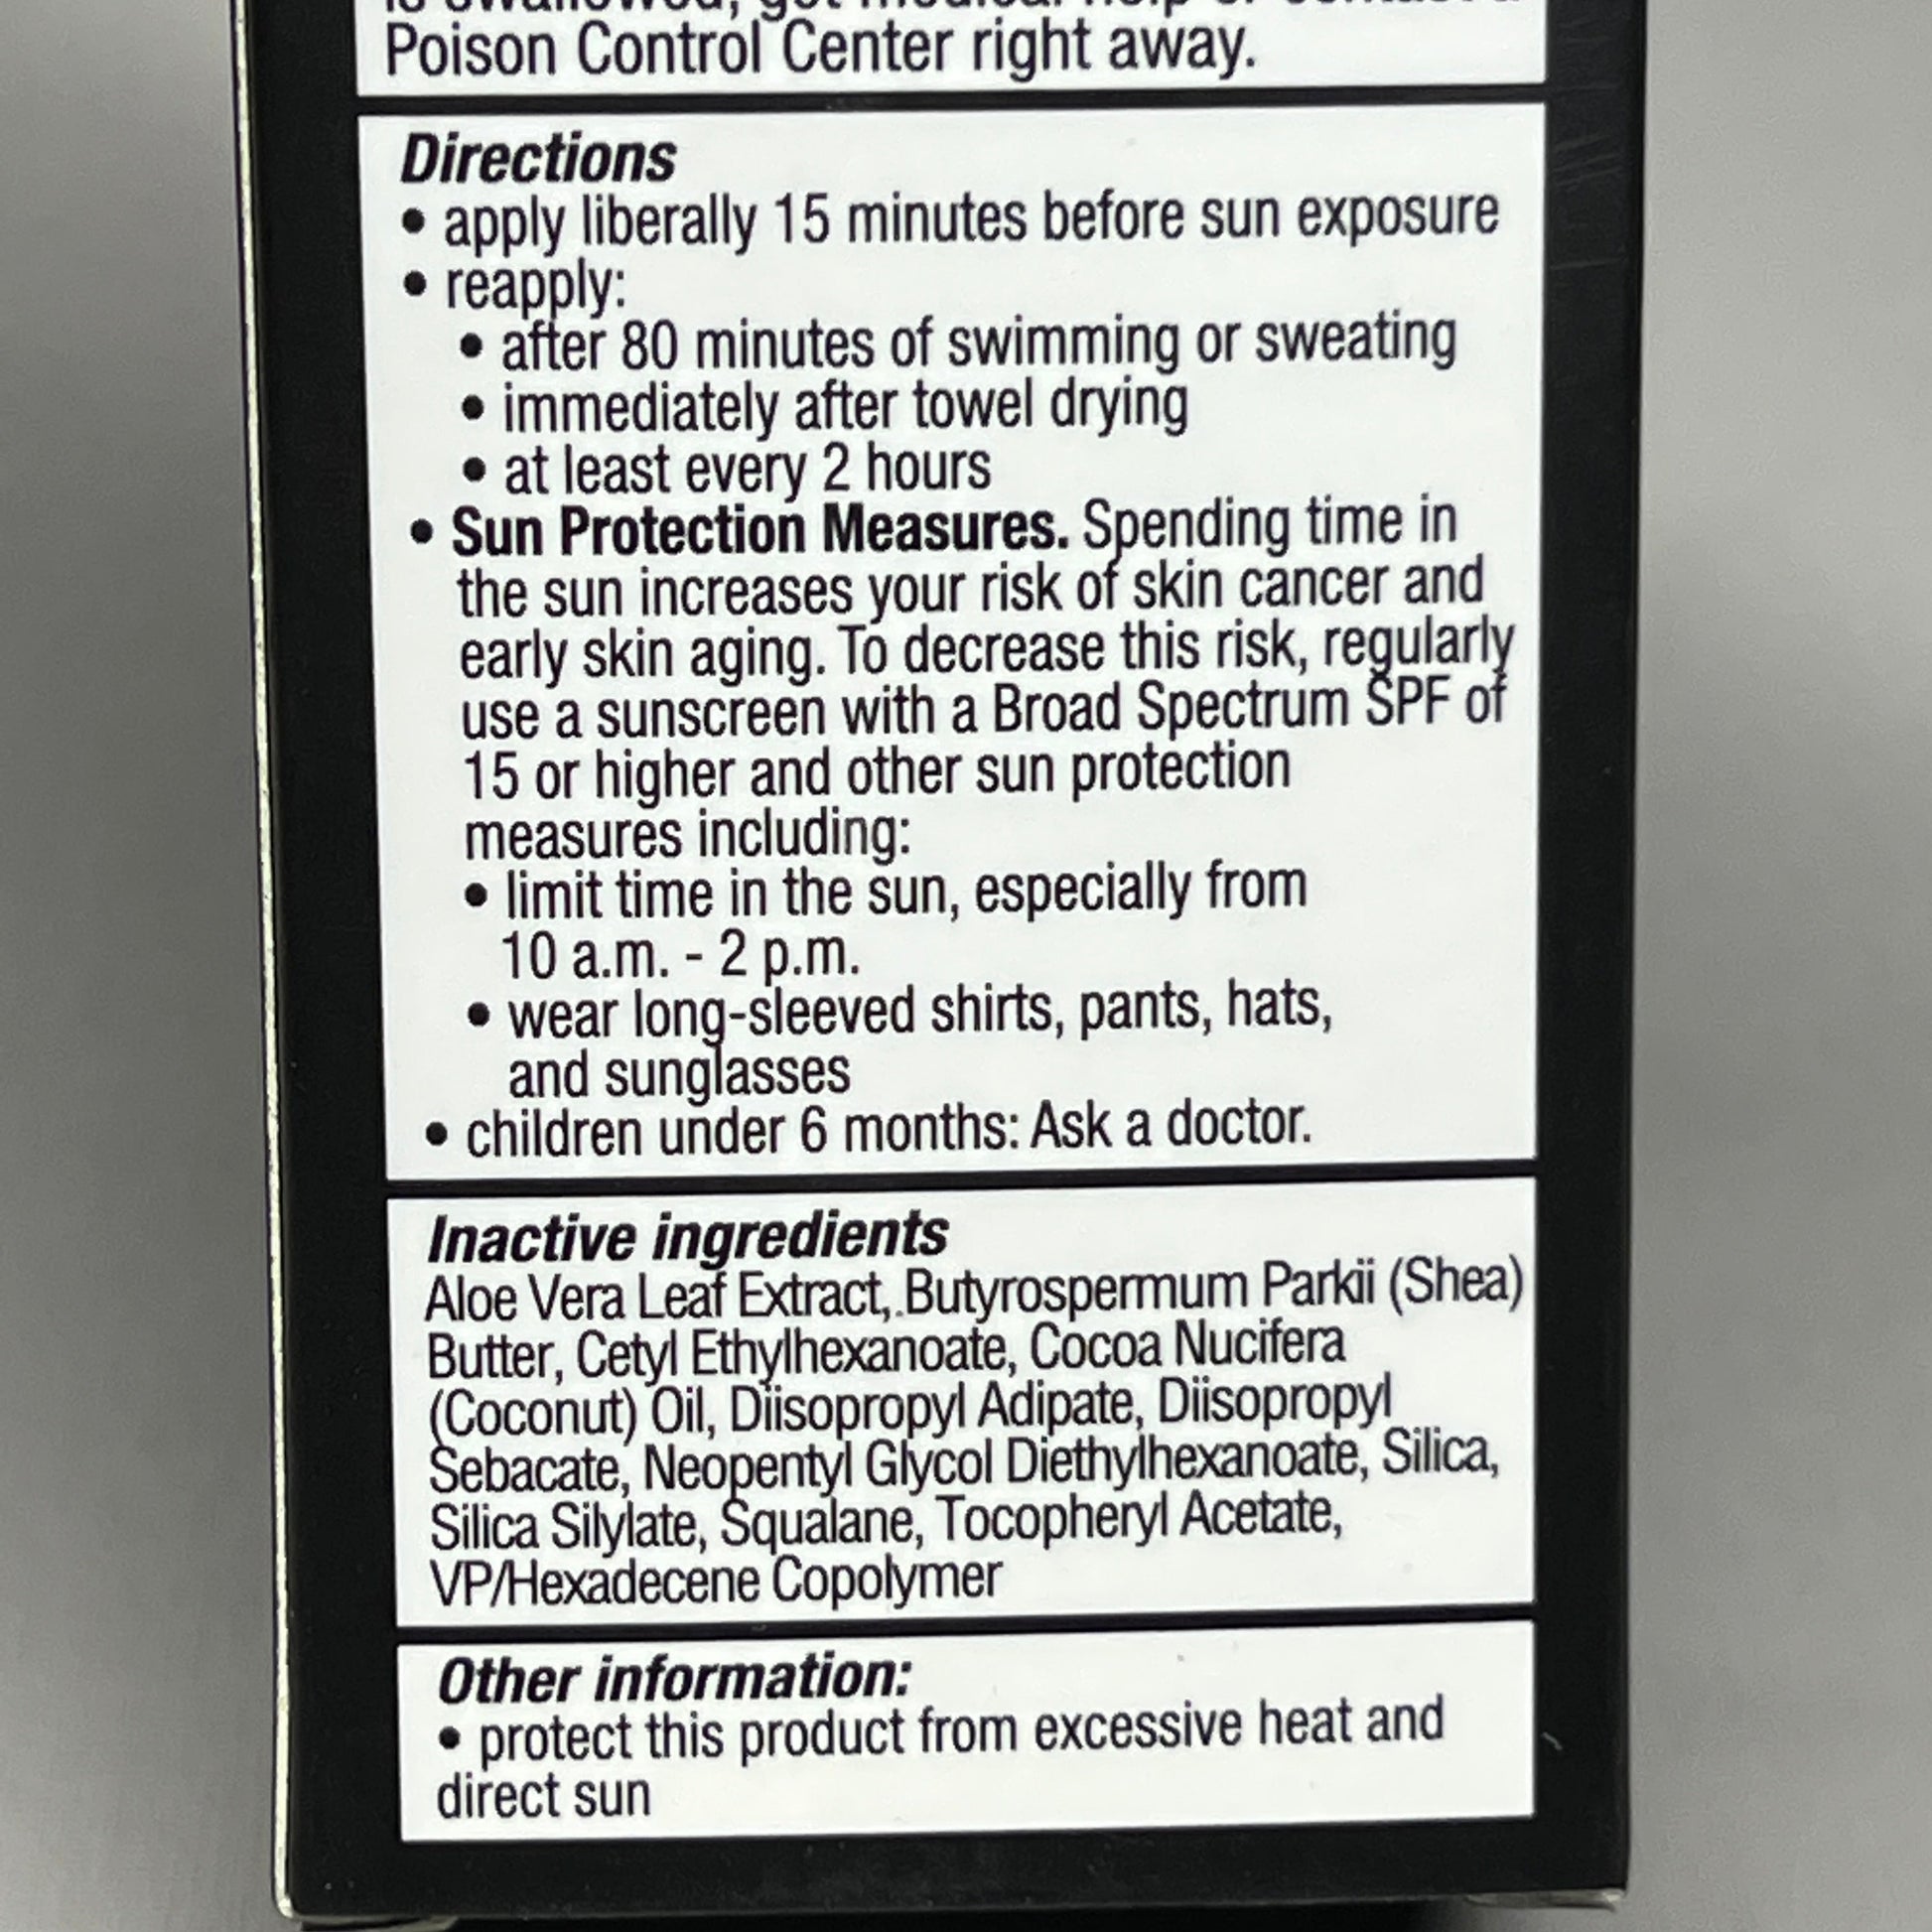 is swallowed, get medical help or contact a
Poison Control Center right away.
Directions
• apply liberally 15 minutes before sun exposure
• reapply:
• after 80 minutes of swimming or sweating
• immediately after towel drying
• at least every 2 hours
• Sun Protection Measures. Spending time in
the sun increases your risk of skin cancer and
early skin aging. To decrease this risk, regularly
use a sunscreen with a Broad Spectrum SPF of
15 or higher and other sun protection
measures including:
• limit time in the sun, especially from
10 a.m. - 2 p.m.
• wear long-sleeved shirts, pants, hats,
and sunglasses
• children under 6 months: Ask a doctor.
Inactive ingredients
Aloe Vera Leaf Extract,.Butyrospermum Parkii (Shea)
Butter, Cetyl Ethylhexanoate, Cocoa Nucifera
(Coconut) Oil, Diisopropyl Adipate, Diisopropyl
Sebacate, Neopentyl Glycol Diethylhexanoate, Silica,
Silica Silylate, Squalane, Tocopheryl Acetate,
VP/Hexadecene Copolymer
Other information:
• protect this product from excessive heat and
direct sun